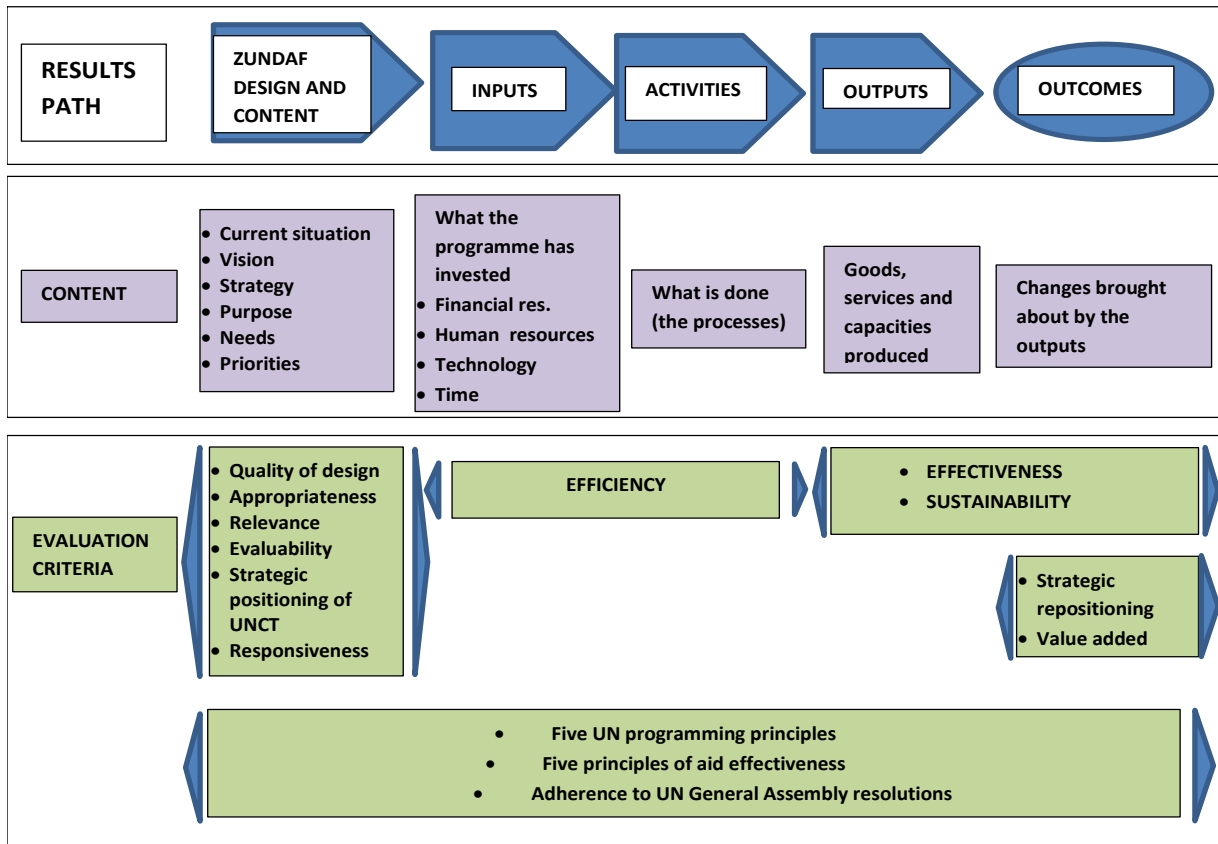 RESULTS
PATH
ZUNDAF
DESIGN AND
CONTENT
INPUTS
ACTIVITIES
OUTPUTS
OUTCOMES
CONTENT
• Current situation
• Vision
• Strategy
• Purpose
• Needs
• Priorities
What the
programme has
invested
• Financial res.
• Human resources
• Technology
• Time
What is done
(the processes)
Goods,
services and
capacities
produced
Changes brought
about by the
outputs
EVALUATION
CRITERIA
• Quality of design
• Appropriateness
• Relevance
• Evaluability
• Strategic
positioning of
UNCT
• Responsiveness
EFFICIENCY
• EFFECTIVENESS
• SUSTAINABILITY
• Strategic
repositioning
• Value added
• Five UN programming principles
• Five principles of aid effectiveness
• Adherence to UN General Assembly resolutions